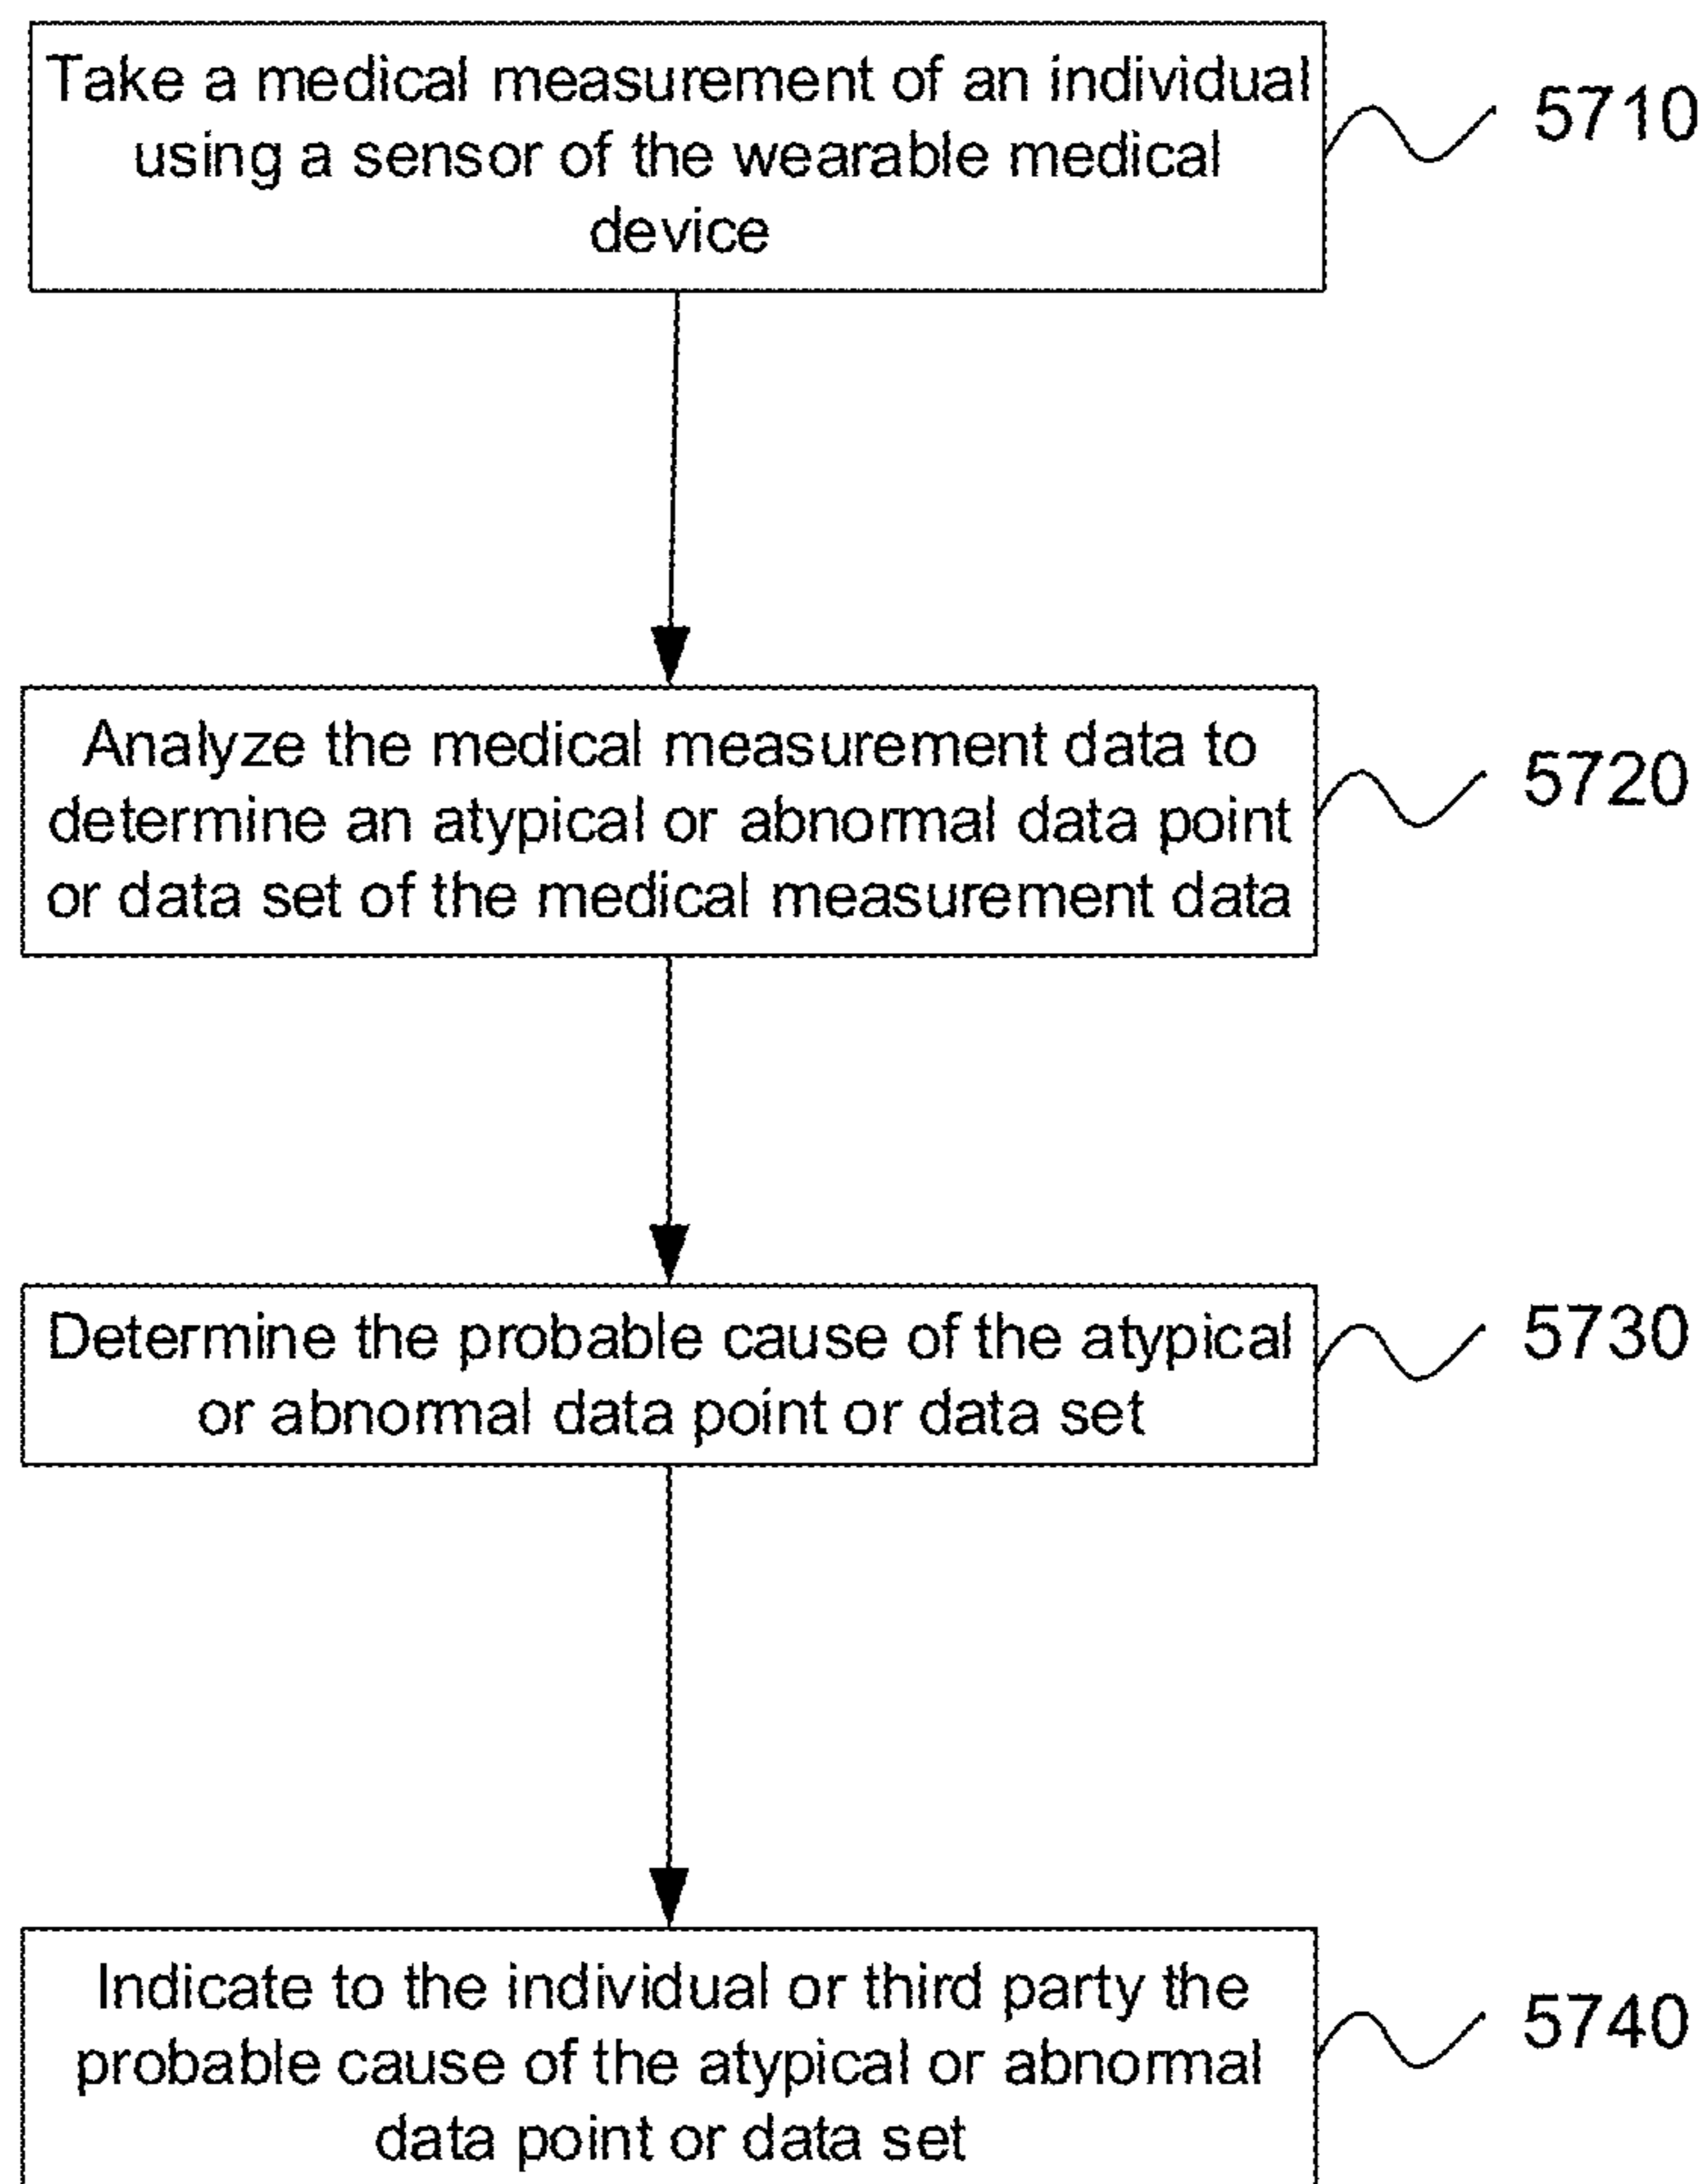 Take a medical measurement of an individual
using a sensor of the wearable medical
device
5710
Analyze the medical measurement data to
determine an atypical or abnormal data point
or data set of the medical measurement data
5720
Determine the probable cause of the atypical
or abnormal data point or data set
5730
Indicate to the individual or third party the
probable cause of the atypical or abnormal
data point or data set
5740